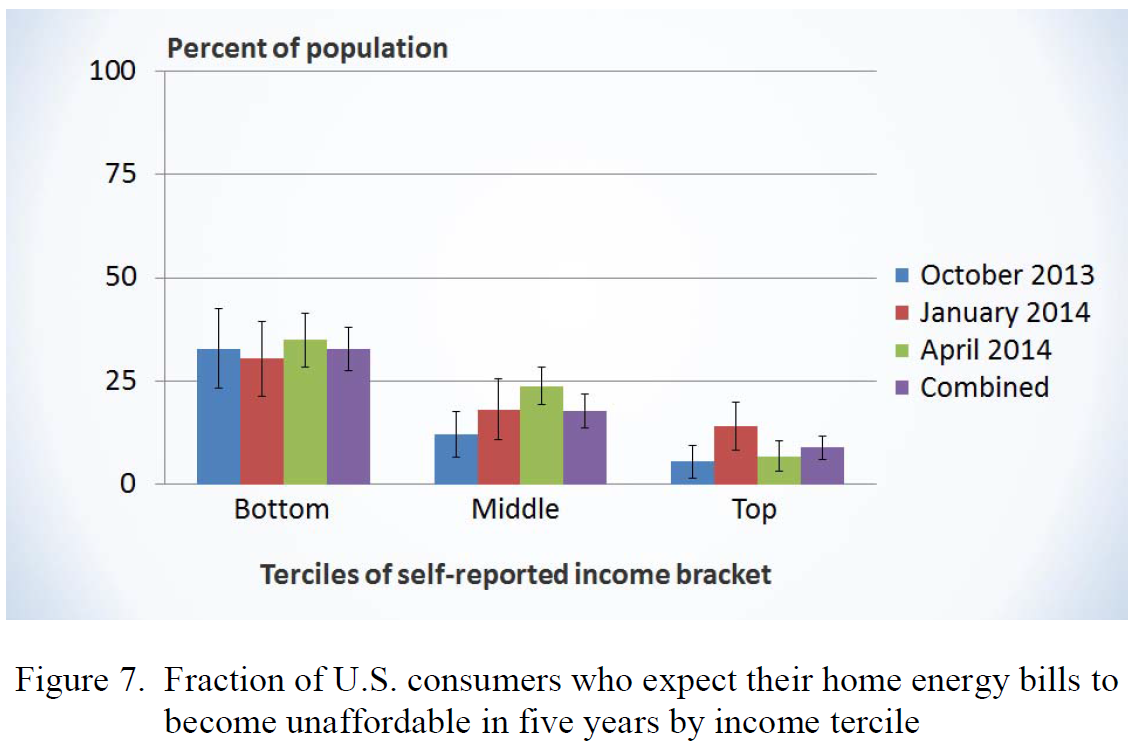 Percent of population
100
75
50
25
0
Bottom Middle Top
Terciles of self-reported income bracket
October 2013
January 2014
April 2014
Combined
Figure 7. Fraction of U.S. consumers who expect their home energy bills to
become unaffordable in five years by income tercile